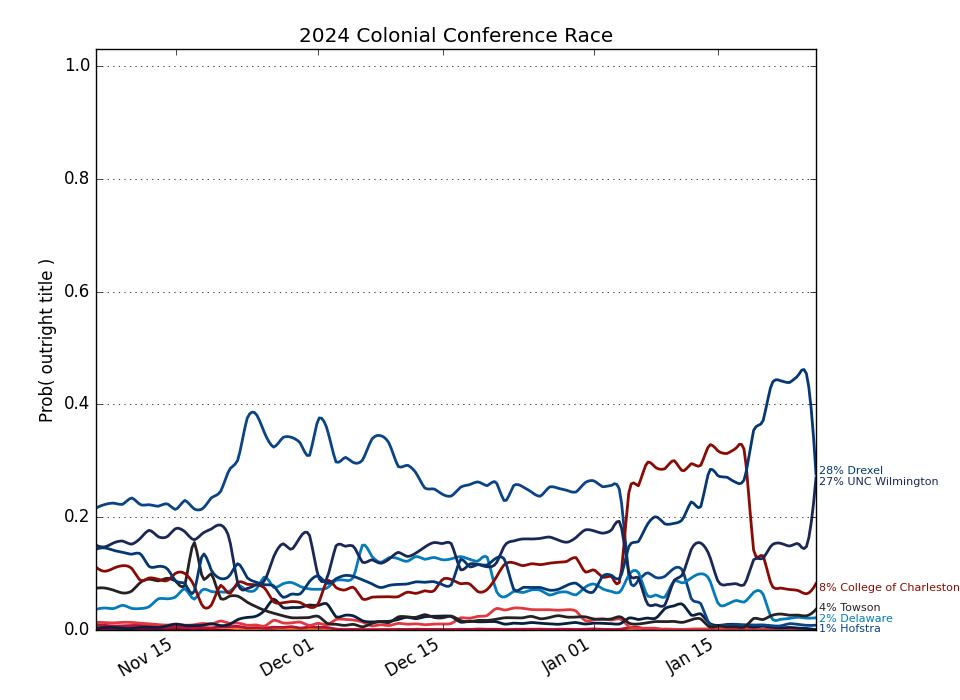 2024 Colonial Conference Race
1.0
0.8
0.6
0.4
0.2
0.0
Prob( outright title )
28% Drexel
27% UNC Wilmington
8% College of Charleston
4% Towson
2% Delaware
1% Hofstra
Nov 15
Dec 01
Dec 15
Jan 01
Jan 15